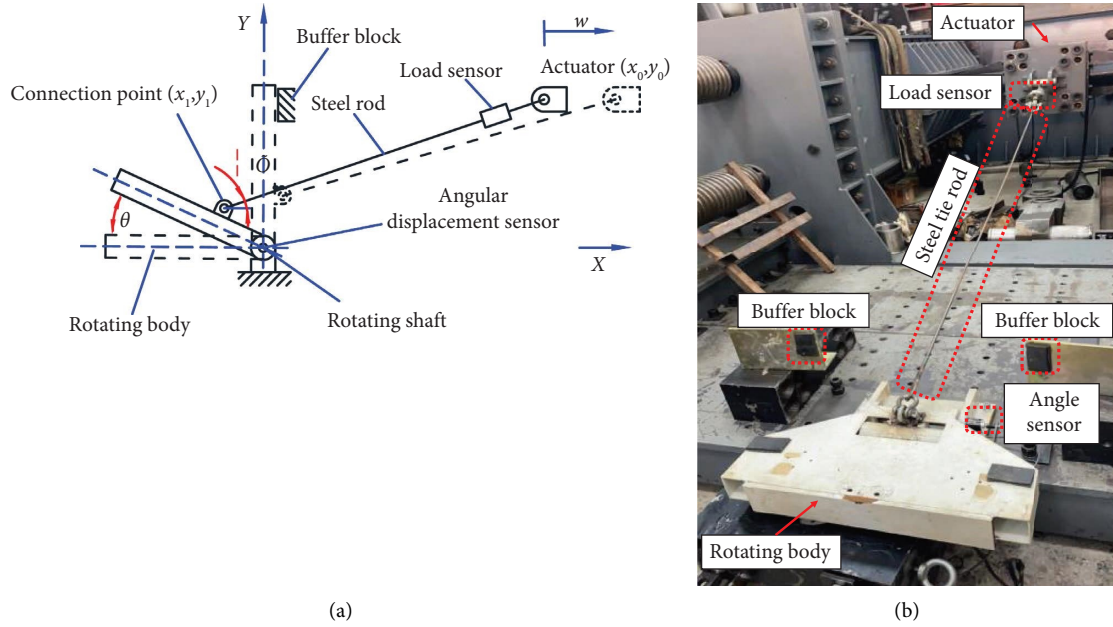 Y
w
Buffer block
Load sensor
Actuator (x₀,y₀)
Connection point (x₁,y₁)
Steel rod
Φ
Angular
displacement sensor
θ
X
Rotating body
Rotating shaft
(a)
Actuator
Load sensor
Steel tie rod
Buffer block
Buffer block
Angle
sensor
Rotating body
(b)